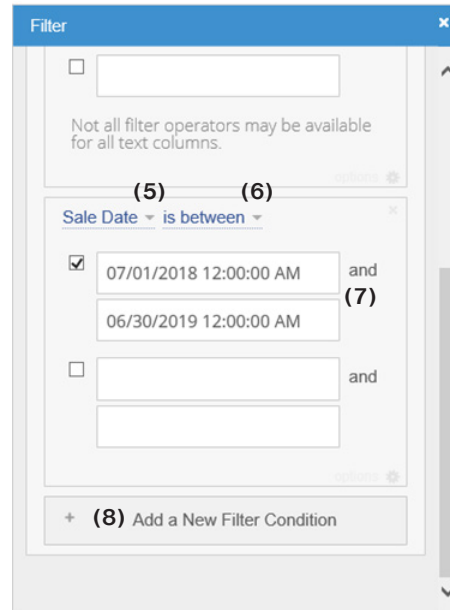 Filter
Not all filter operators may be available
for all text columns.
options
(5) (6)
Sale Date is between
07/01/2018 12:00:00 AM and
(7)
06/30/2019 12:00:00 AM
and
options
+ (8) Add a New Filter Condition